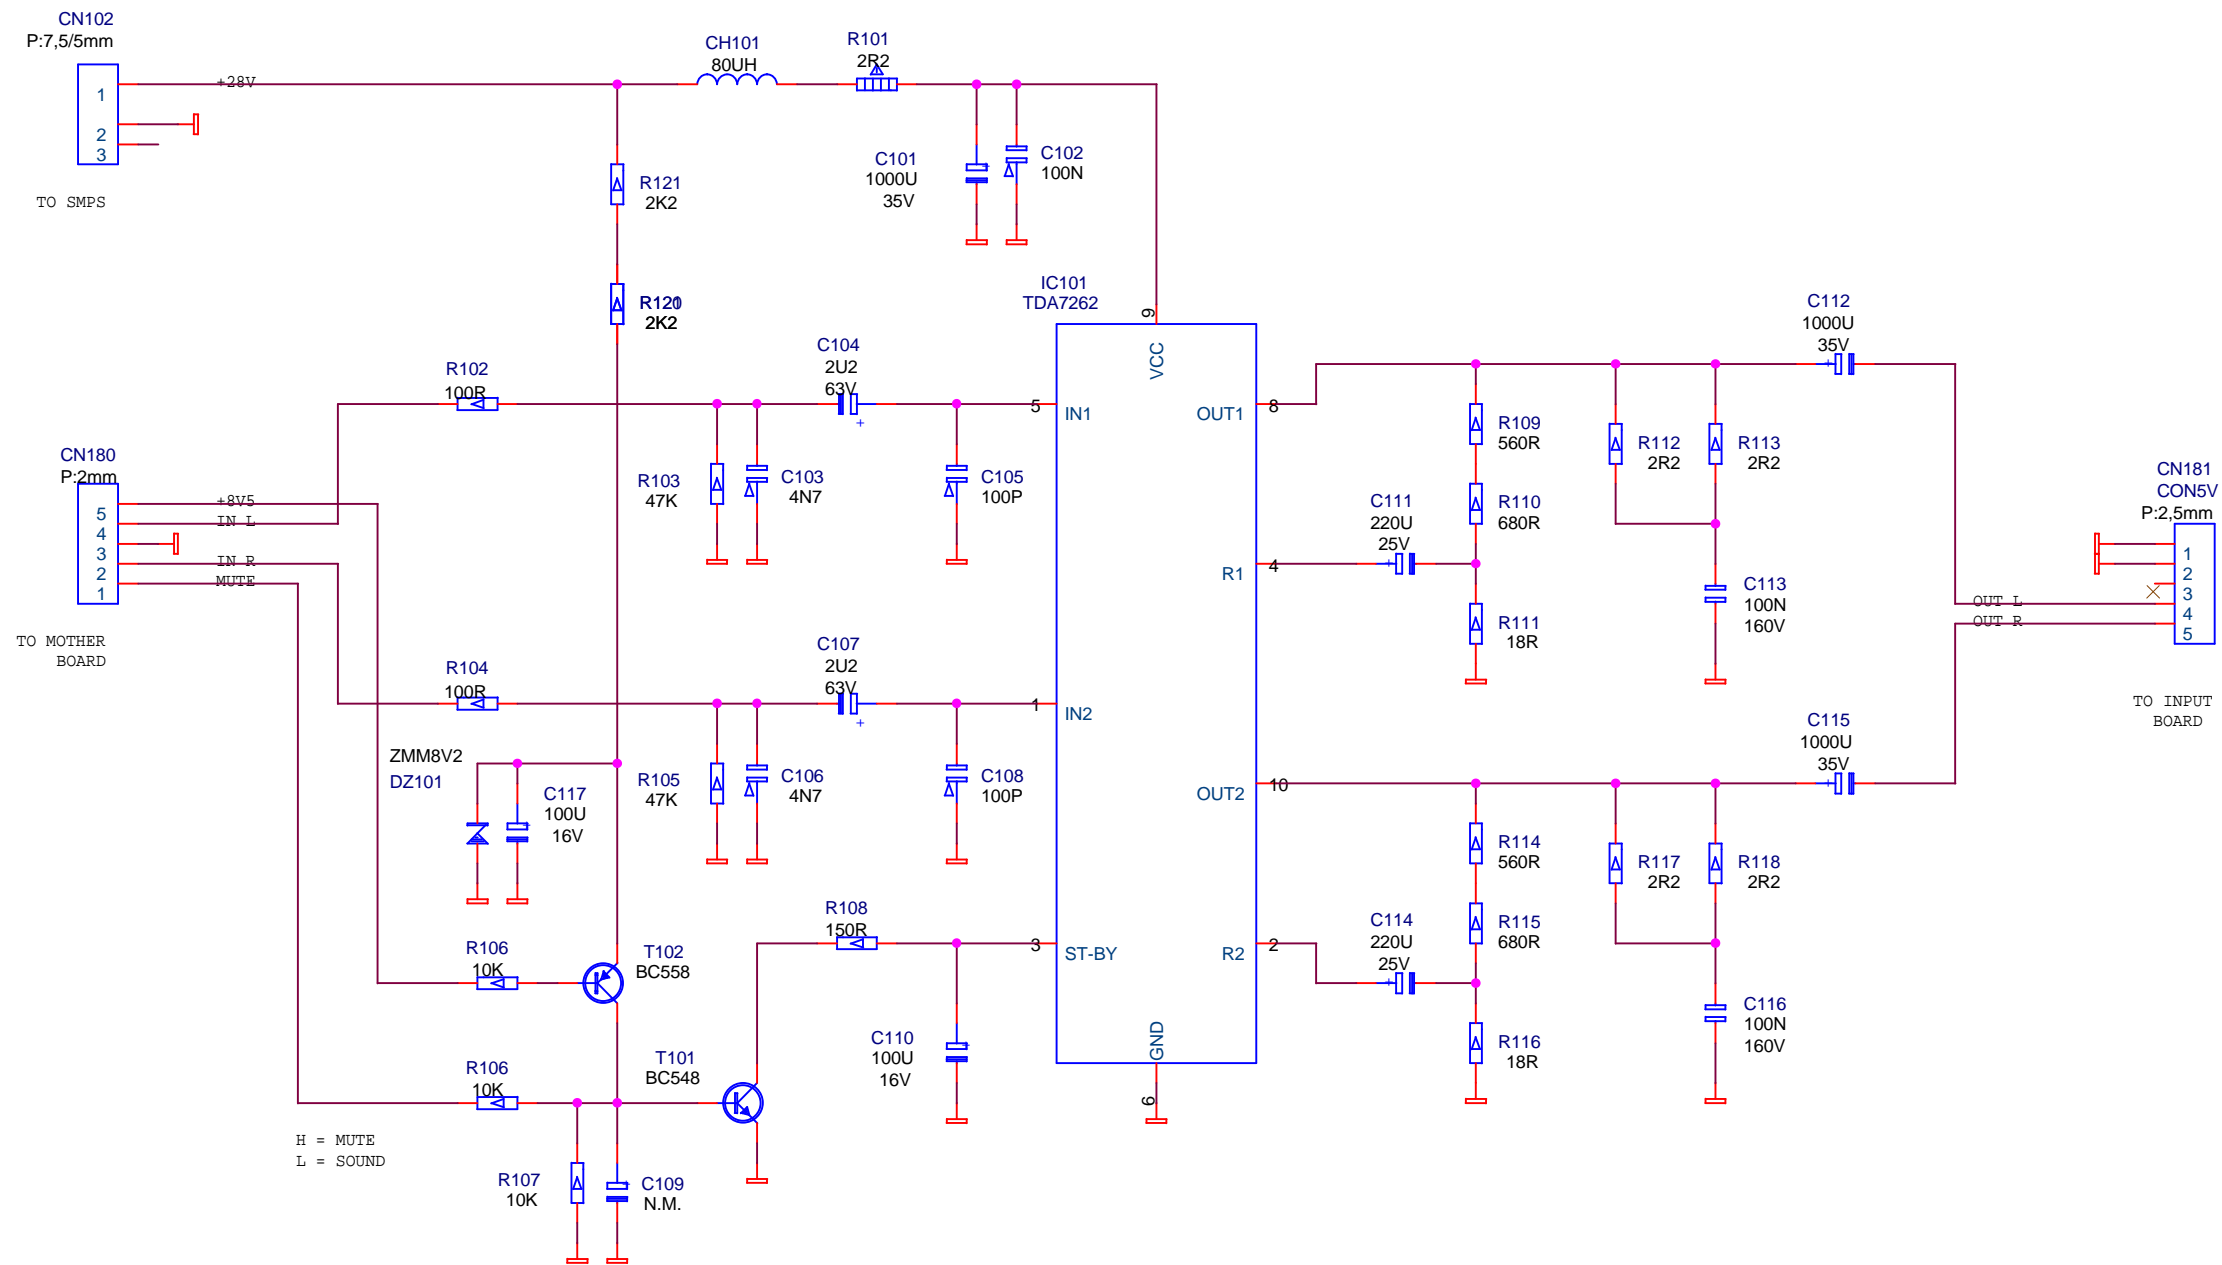 CN102
P:7,5/5mm
1
2
3
+28V
TO SMPS
CH101
80UH
R101
2R2
C101
1000U
35V
C102
100N
R121
2K2
R120
2K2
IC101
TDA7262
9
VCC
5
IN1
OUT1
8
R1
4
1
IN2
OUT2
10
3
ST-BY
R2
2
GND
6
R102
100R
C104
2U2
63V
R103
47K
C103
4N7
C105
100P
CN180
P:2mm
5
4
3
2
1
+8V5
IN L
IN R
MUTE
TO MOTHER
BOARD
R104
100R
C107
2U2
63V
R105
47K
C106
4N7
C108
100P
ZMM8V2
DZ101
C117
100U
16V
R106
10K
T102
BC558
R108
150R
C110
100U
16V
R106
10K
T101
BC548
H = MUTE
L = SOUND
R107
10K
C109
N.M.
C112
1000U
35V
R109
560R
R112
2R2
R113
2R2
C111
220U
25V
R110
680R
R111
18R
C113
100N
160V
CN181
CON5V
P:2,5mm
1
2
3
4
5
OUT L
OUT R
TO INPUT
BOARD
C115
1000U
35V
R114
560R
R117
2R2
R118
2R2
C114
220U
25V
R115
680R
R116
18R
C116
100N
160V